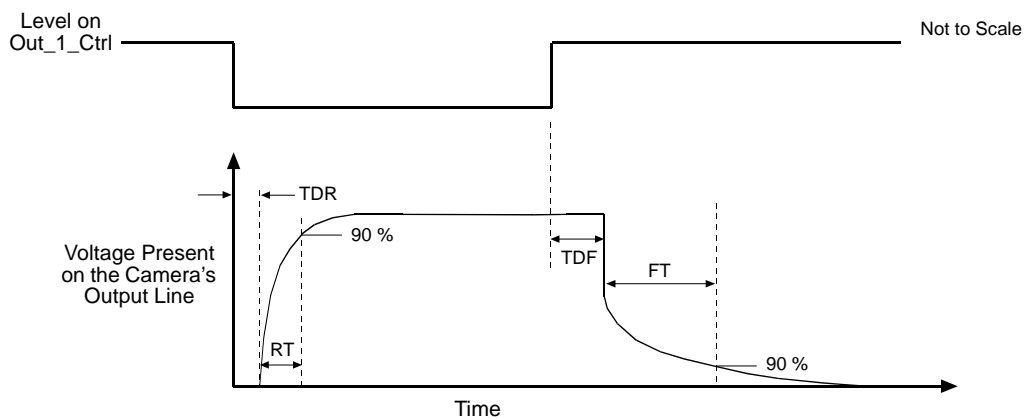 Level on
Out_1_Ctrl
Not to Scale
TDR
90 %
Voltage Present
on the Camera's
Output Line
TDF
FT
RT
90 %
Time